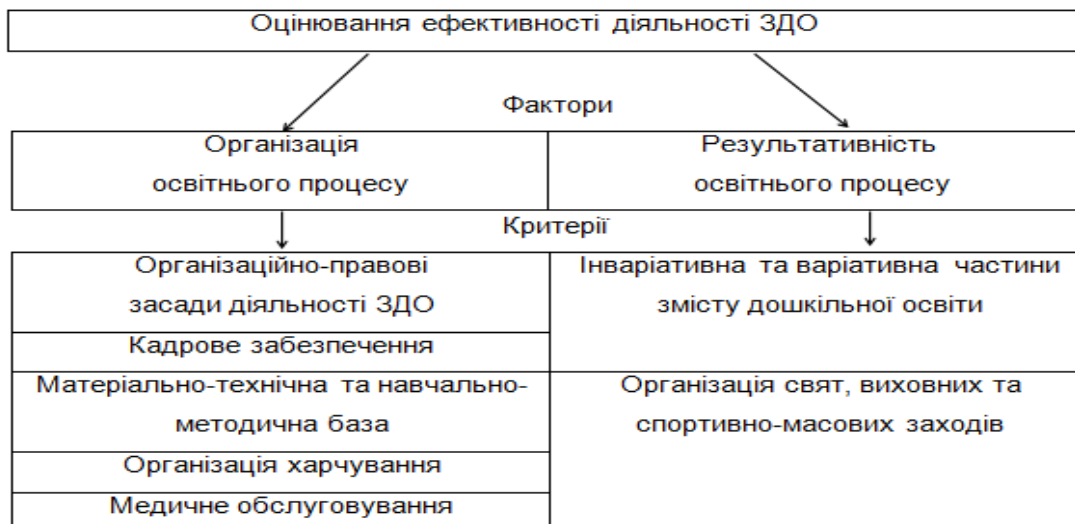 Оцінювання ефективності діяльності ЗДО
Фактори
Організація
освітнього процесу
Результативність
освітнього процесу
Критерії
Організаційно-правові
засади діяльності ЗДО
Кадрове забезпечення
Матеріально-технічна та навчально-
методична база
Організація харчування
Медичне обслуговування
Інваріативна та варіативна частини
змісту дошкільної освіти
Організація свят, виховних та
спортивно-масових заходів